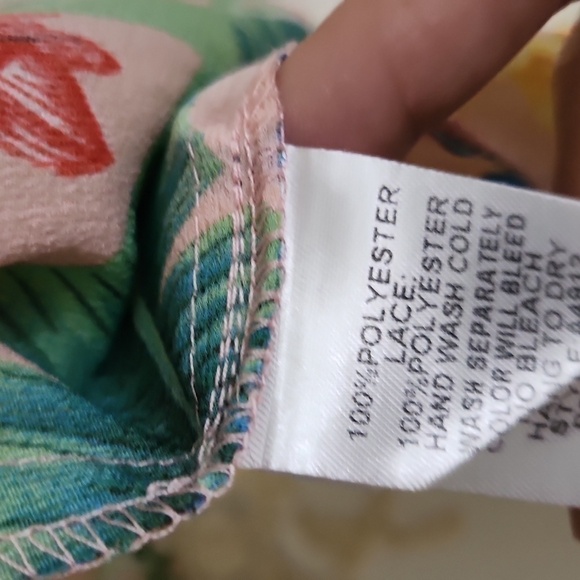 100%POLYESTER
LACE:
100%POLYESTER
HAND WASH COLD
WASH SEPARATELY
COLOR WILL BLEED
NO BLEACH
HANG TO DRY